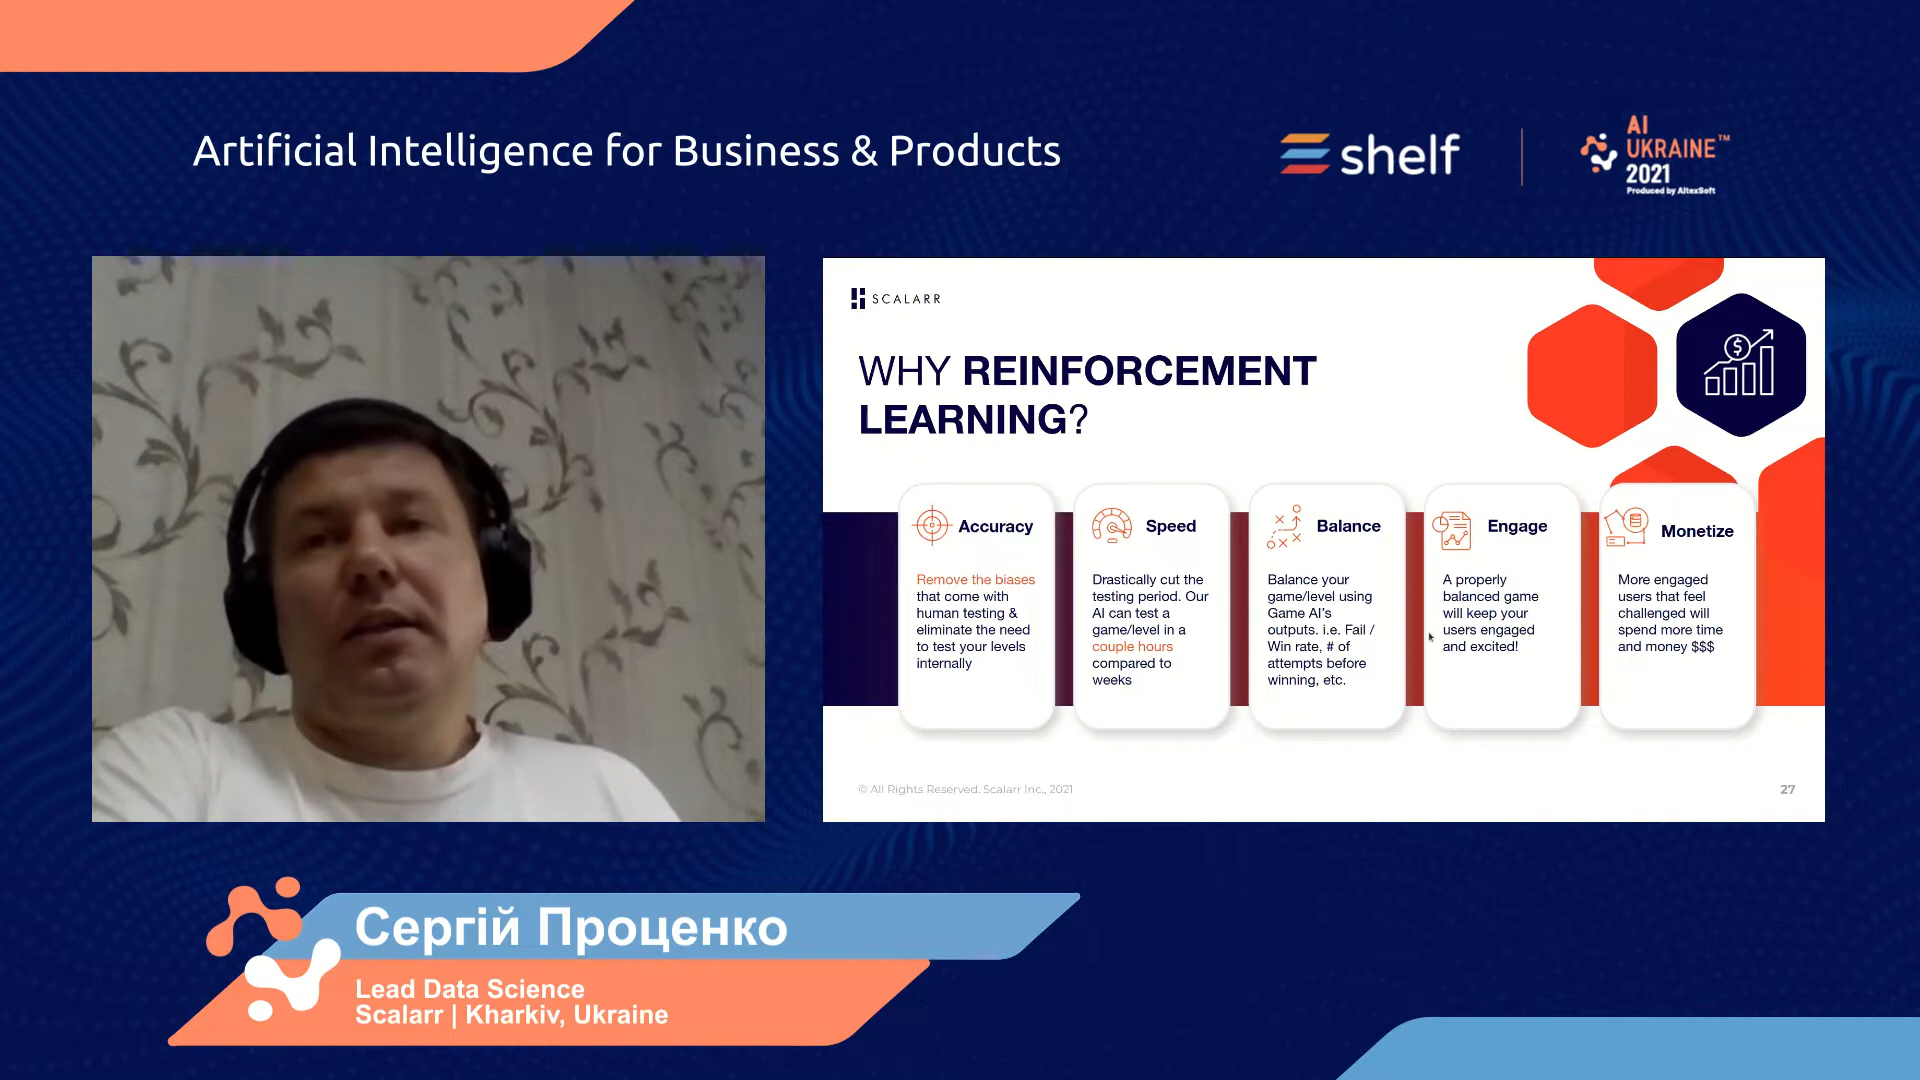 Artificial Intelligence for Business & Products
shelf
AI
UKRAINE™
2021
Produced by AltexSoft
SCALARR
WHY REINFORCEMENT
LEARNING?
Accuracy
Remove the biases
that come with
human testing &
eliminate the need
to test your levels
internally
Speed
Drastically cut the
testing period. Our
AI can test a
game/level in a
couple hours
compared to
weeks
Balance
Balance your
game/level using
Game AI's
outputs. i.e. Fail /
Win rate, # of
attempts before
winning, etc.
Engage
A properly
balanced game
will keep your
users engaged
and excited!
Monetize
More engaged
users that feel
challenged will
spend more time
and money $$$
© All Rights Reserved. Scalarr Inc., 2021
27
Сергій Проценко
Lead Data Science
Scalarr | Kharkiv, Ukraine